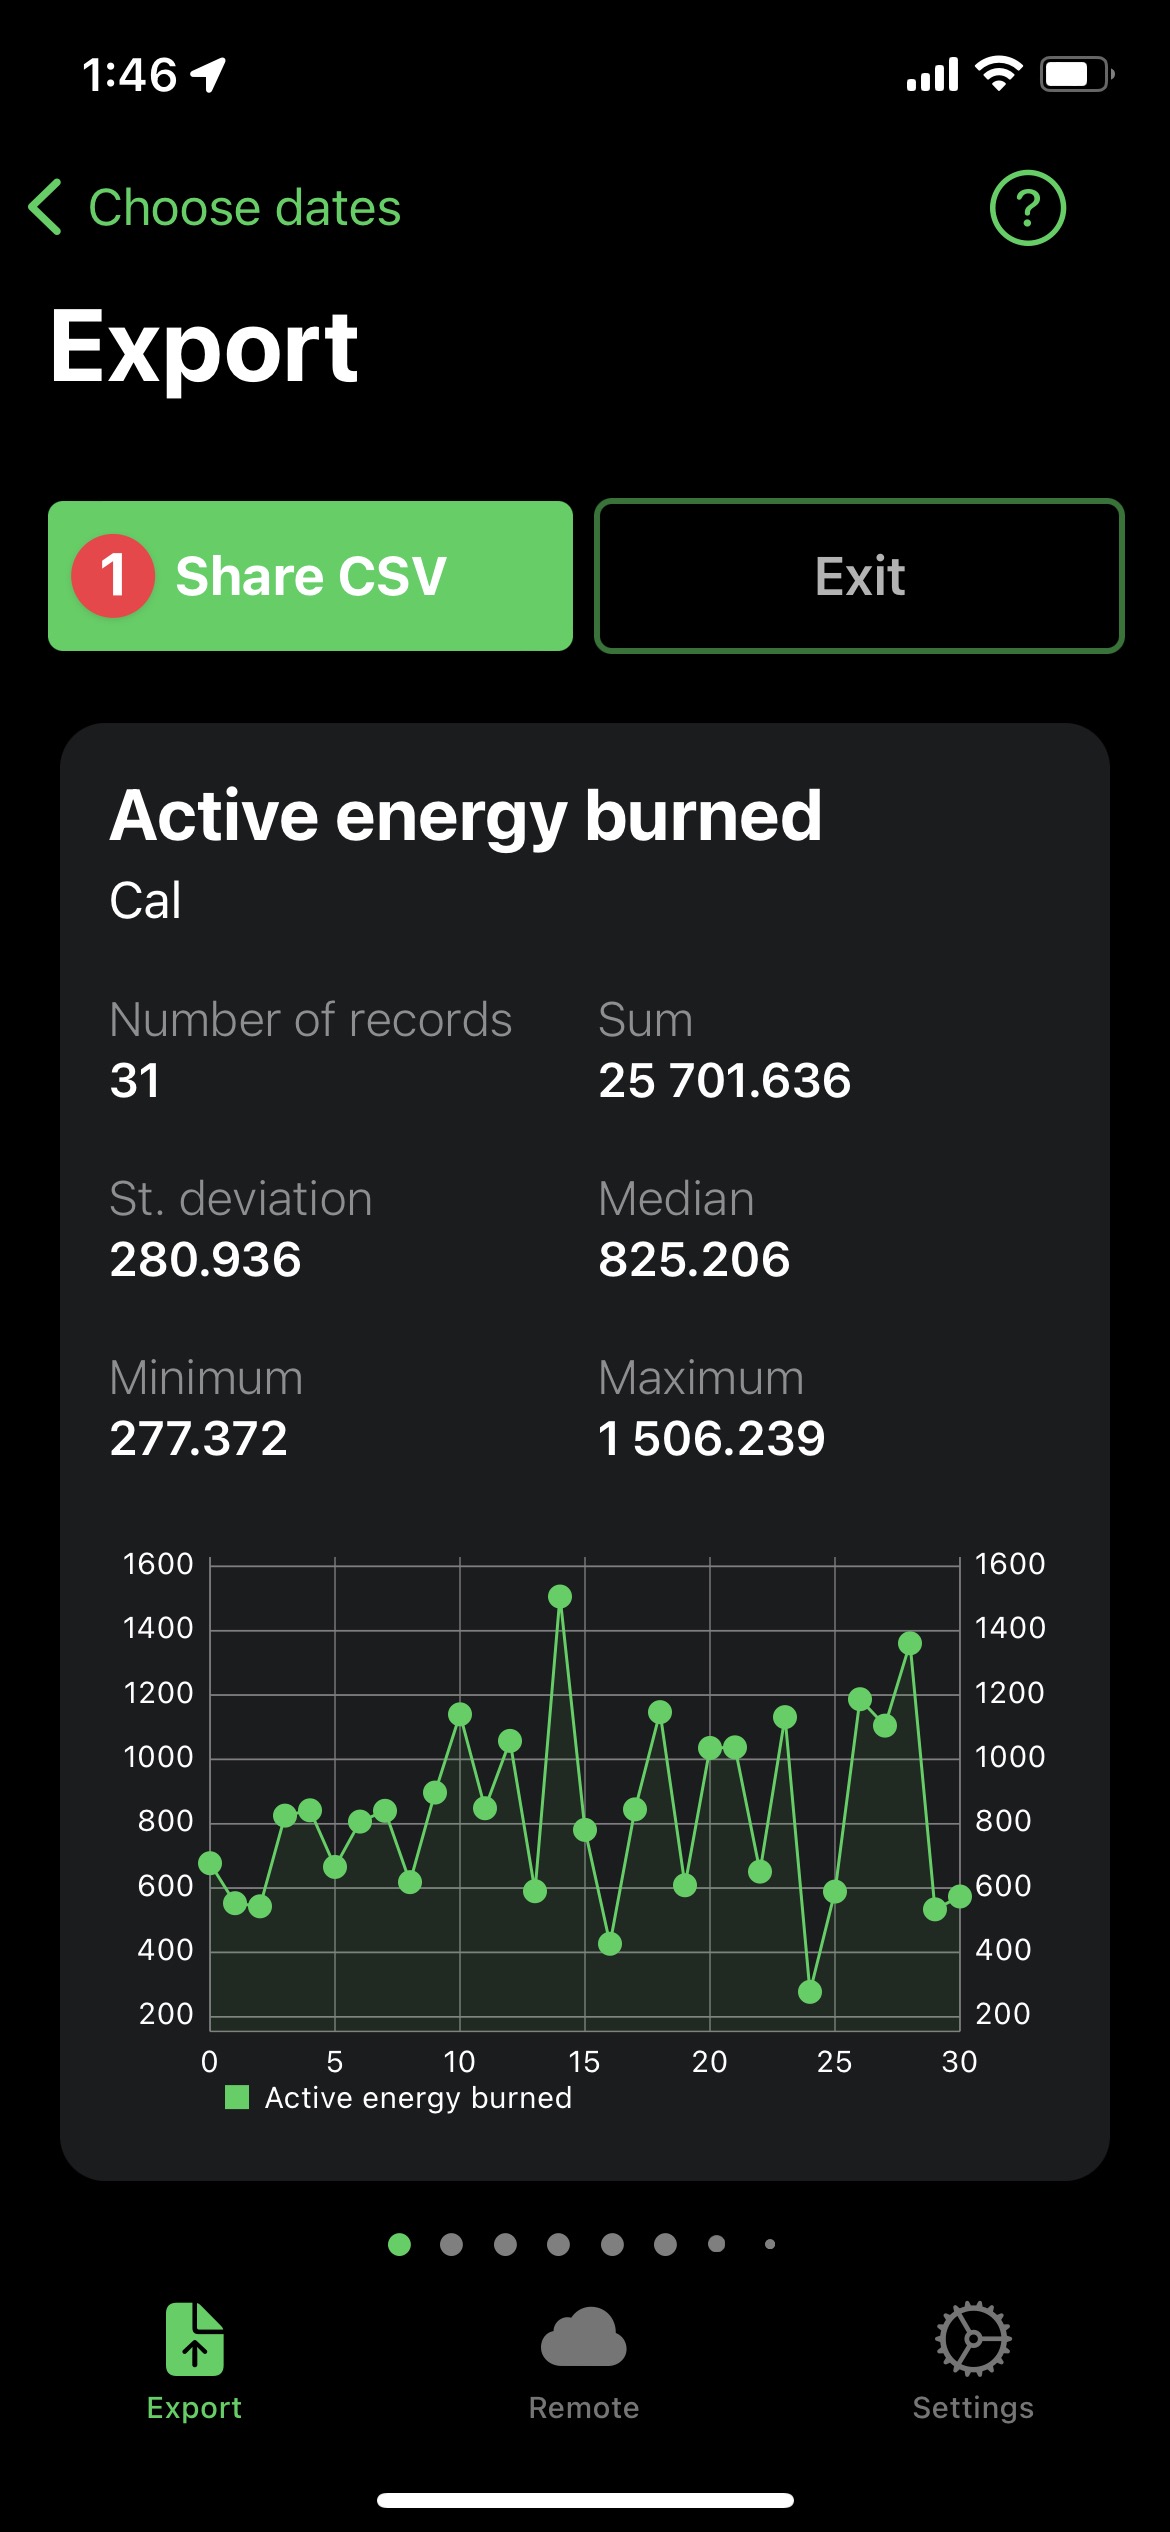 1:46
Choose dates
?
Export
1 Share CSV
Exit
Active energy burned
Cal
Number of records
Sum
31
25 701.636
St. deviation
Median
280.936
825.206
Minimum
Maximum
277.372
1 506.239
1600 1600
1400 1400
1200 1200
1000 1000
800 800
600 600
400 400
200 200
0 5 10 15 20 25 30
Active energy burned
Export Remote Settings